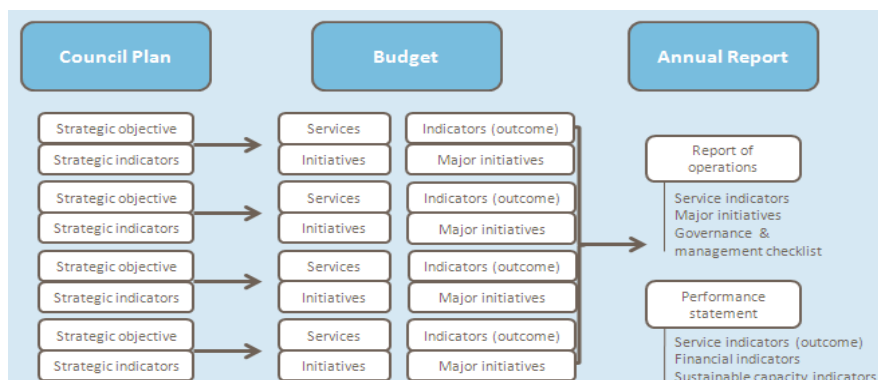 Council Plan
Budget
Annual Report
Strategic objective
Strategic indicators
Services
Initiatives
Indicators (outcome)
Major initiatives
Strategic objective
Strategic indicators
Services
Initiatives
Indicators (outcome)
Major initiatives
Strategic objective
Strategic indicators
Services
Initiatives
Indicators (outcome)
Major initiatives
Strategic objective
Strategic indicators
Services
Initiatives
Indicators (outcome)
Major initiatives
Report of
operations
Service indicators
Major initiatives
Governance &
management checklist
Performance
statement
Service indicators (outcome)
Financial indicators
Sustainable capacity indicators